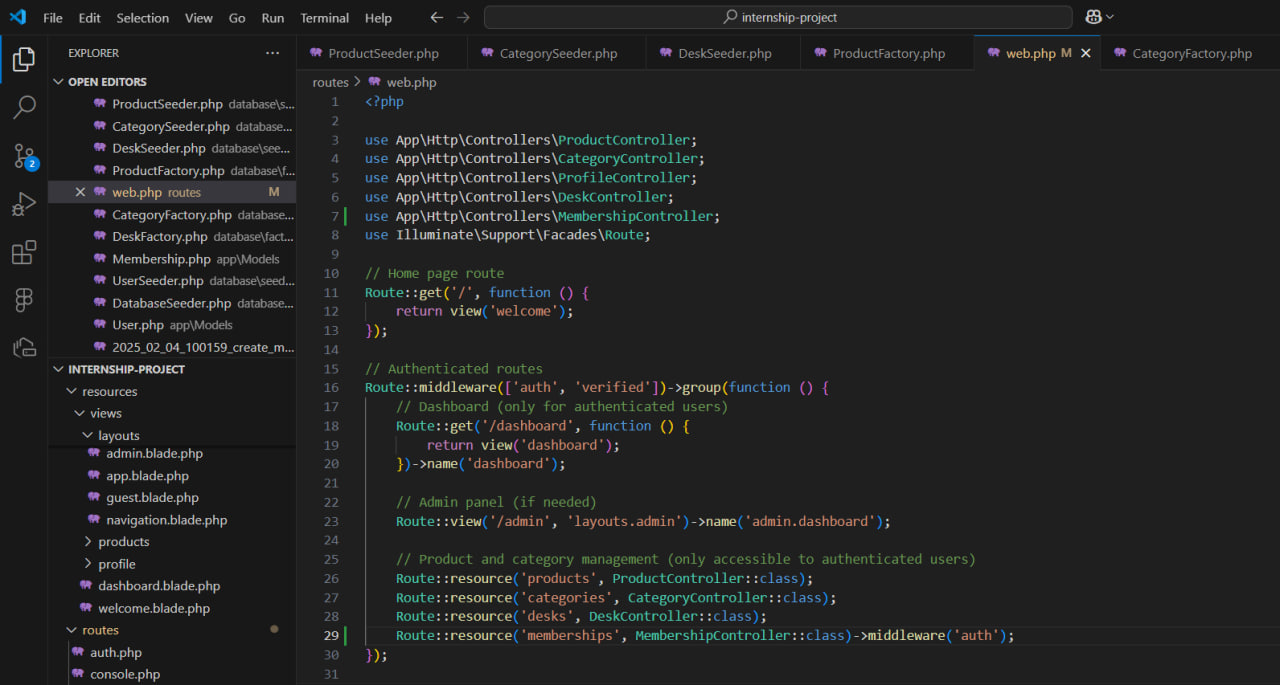 File Edit Selection View Go Run Terminal Help internship-project
EXPLORER
OPEN EDITORS
ProductSeeder.php database\s...
CategorySeeder.php database...
DeskSeeder.php database\see...
ProductFactory.php database\f...
web.php routes M
CategoryFactory.php database...
DeskFactory.php database\fact...
Membership.php app\Models
UserSeeder.php database\seed...
DatabaseSeeder.php database...
User.php app\Models
2025_02_04_100159_create_m...
INTERNSHIP-PROJECT
resources
views
layouts
admin.blade.php
app.blade.php
guest.blade.php
navigation.blade.php
products
profile
dashboard.blade.php
welcome.blade.php
routes
auth.php
console.php
2
ProductSeeder.php CategorySeeder.php DeskSeeder.php ProductFactory.php web.php M CategoryFactory.php
routes > web.php
1 <?php
2
3 use App\Http\Controllers\ProductController;
4 use App\Http\Controllers\CategoryController;
5 use App\Http\Controllers\ProfileController;
6 use App\Http\Controllers\DeskController;
7 use App\Http\Controllers\MembershipController;
8 use Illuminate\Support\Facades\Route;
9
10 // Home page route
11 Route::get('/', function () {
12 return view('welcome');
13 });
14
15 // Authenticated routes
16 Route::middleware(['auth', 'verified'])->group(function () {
17 // Dashboard (only for authenticated users)
18 Route::get('/dashboard', function () {
19 return view('dashboard');
20 })->name('dashboard');
21
22 // Admin panel (if needed)
23 Route::view('/admin', 'layouts.admin')->name('admin.dashboard');
24
25 // Product and category management (only accessible to authenticated users)
26 Route::resource('products', ProductController::class);
27 Route::resource('categories', CategoryController::class);
28 Route::resource('desks', DeskController::class);
29 Route::resource('memberships', MembershipController::class)->middleware('auth');
30 });
31